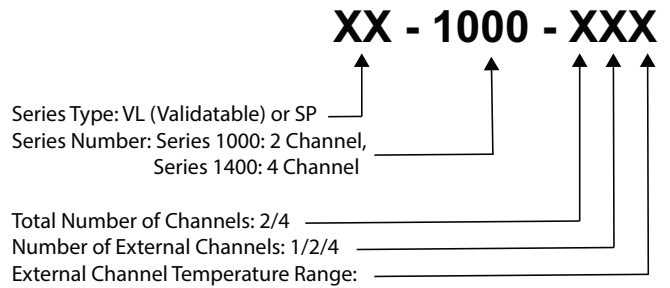 XX - 1000 - XXX
Series Type: VL (Validatable) or SP
Series Number: Series 1000: 2 Channel,
Series 1400: 4 Channel
Total Number of Channels: 2/4
Number of External Channels: 1/2/4
External Channel Temperature Range: